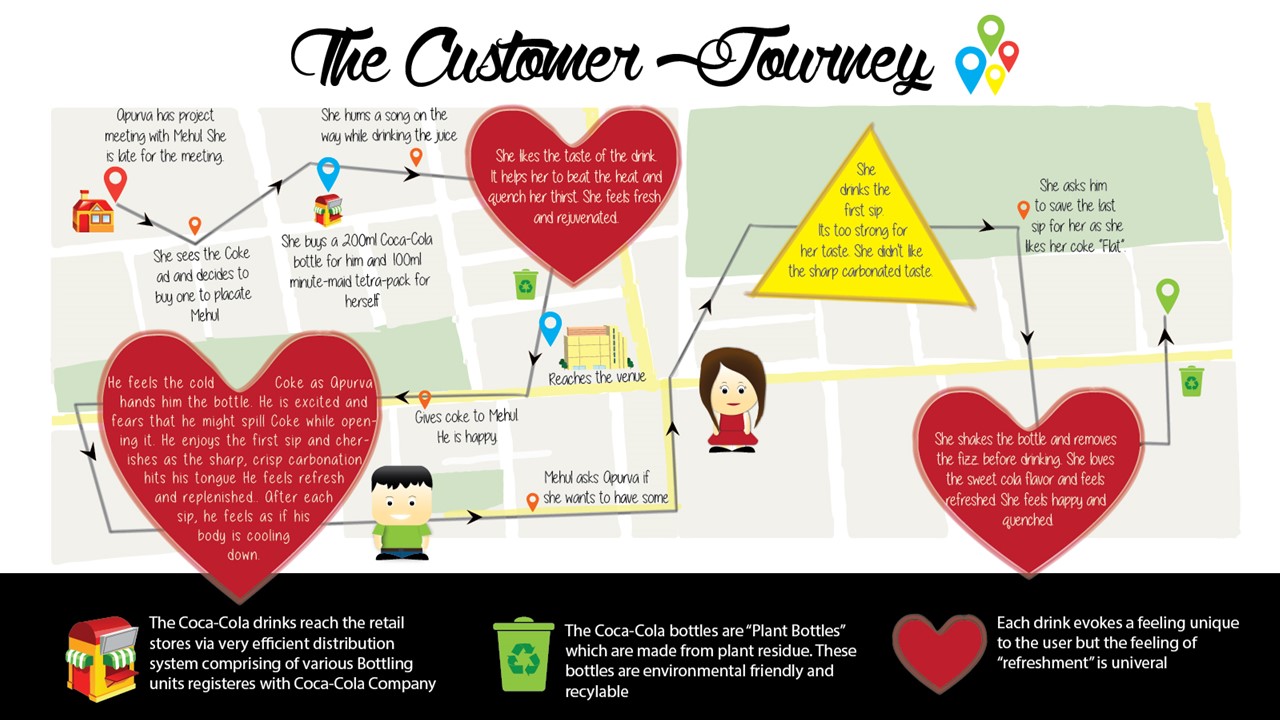 The Customer Journey
Apurva has project
meeting with Mehul. She
is late for the meeting.
She sees the Coke
ad and decides to
buy one to placate
Mehul
She buys a 200ml Coca-Cola
bottle for him and 100ml
minute-maid tetra-pack for
herself
She hums a song on the
way while drinking the juice
She likes the taste of the drink.
It helps her to beat the heat and
quench her thirst. She feels fresh
and rejuvenated.
Reaches the venue
Gives coke to Mehul
He is happy.
He feels the cold Coke as Apurva
hands him the bottle. He is excited and
fears that he might spill Coke while open-
ing it. He enjoys the first sip and cher-
ishes as the sharp, crisp carbonation
hits his tongue He feels refresh
and replenished.. After each
sip, he feels as if his
body is cooling
down.
Mehul asks Apurva if
she wants to have some
She
drinks the
first sip.
Its too strong for
her taste. She didn't like
the sharp carbonated taste.
She asks him
to save the last
sip for her as she
likes her coke "Flat".
She shakes the bottle and removes
the fizz before drinking. She loves
the sweet cola flavor and feels
refreshed. She feels happy and
quenched.
The Coca-Cola drinks reach the retail
stores via very efficient distribution
system comprising of various Bottling
units registeres with Coca-Cola Company
The Coca-Cola bottles are "Plant Bottles"
which are made from plant residue. These
bottles are environmental friendly and
recylable
Each drink evokes a feeling unique
to the user but the feeling of
"refreshment" is univeral